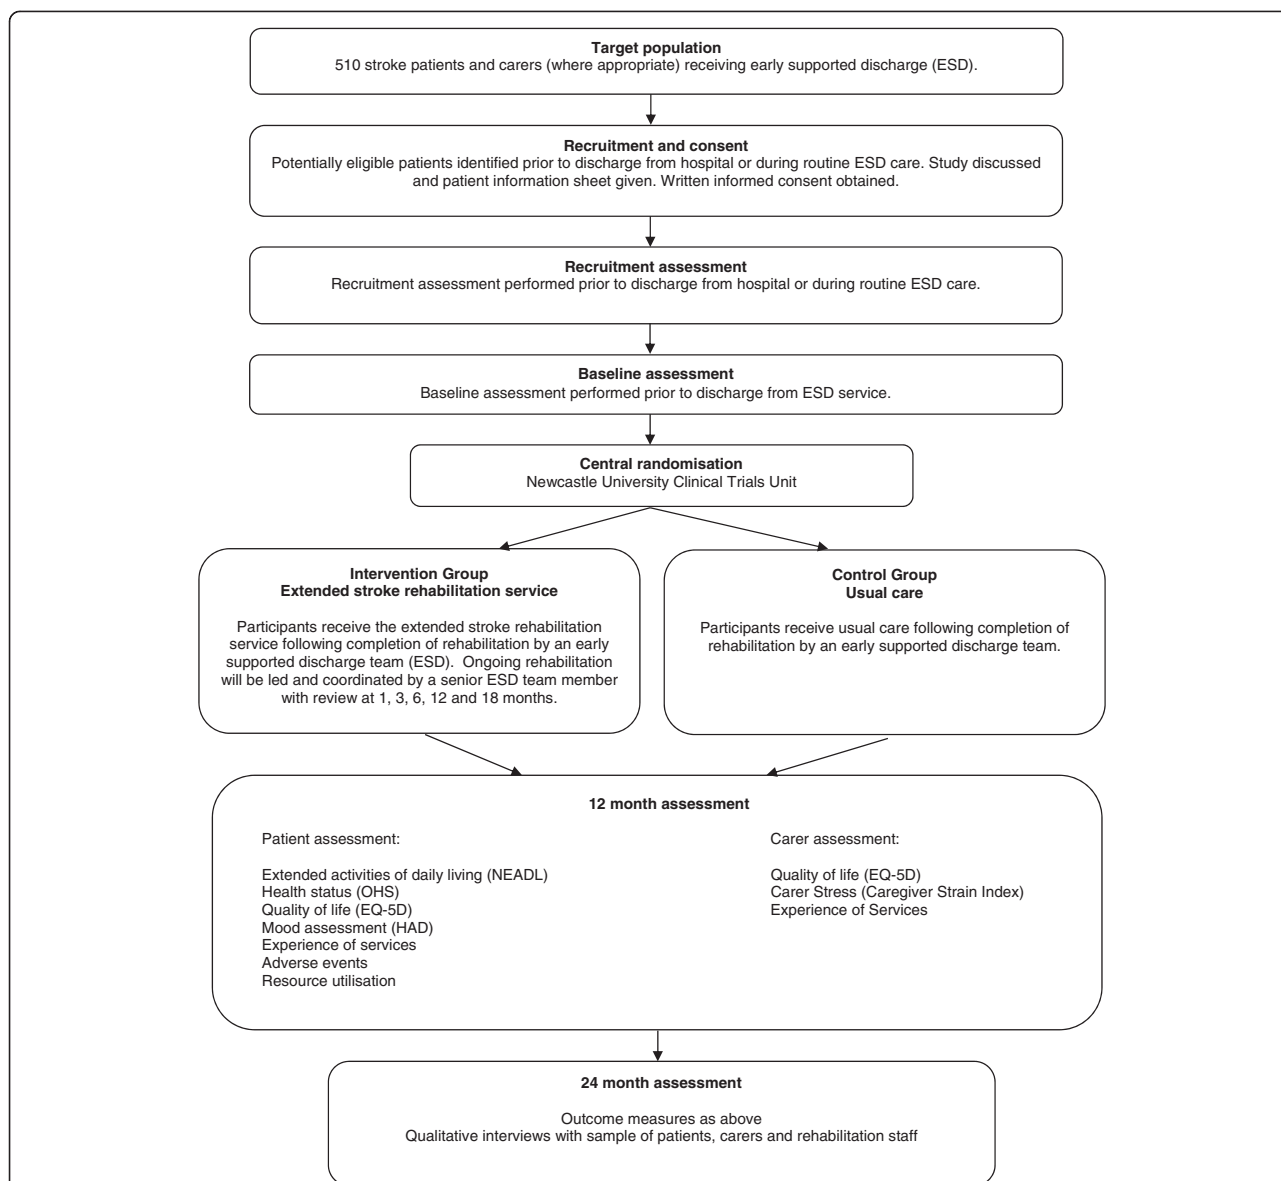 Target population
510 stroke patients and carers (where appropriate) receiving early supported discharge (ESD).
Recruitment and consent
Potentially eligible patients identified prior to discharge from hospital or during routine ESD care. Study discussed
and patient information sheet given. Written informed consent obtained.
Recruitment assessment
Recruitment assessment performed prior to discharge from hospital or during routine ESD care.
Baseline assessment
Baseline assessment performed prior to discharge from ESD service.
Central randomisation
Newcastle University Clinical Trials Unit
Intervention Group
Extended stroke rehabilitation service
Participants receive the extended stroke rehabilitation
service following completion of rehabilitation by an early
supported discharge team (ESD). Ongoing rehabilitation
will be led and coordinated by a senior ESD team member
with review at 1, 3, 6, 12 and 18 months.
Control Group
Usual care
Participants receive usual care following completion of
rehabilitation by an early supported discharge team.
12 month assessment
Patient assessment:
Extended activities of daily living (NEADL)
Health status (OHS)
Quality of life (EQ-5D)
Mood assessment (HAD)
Experience of services
Adverse events
Resource utilisation
Carer assessment:
Quality of life (EQ-5D)
Carer Stress (Caregiver Strain Index)
Experience of Services
24 month assessment
Outcome measures as above
Qualitative interviews with sample of patients, carers and rehabilitation staff